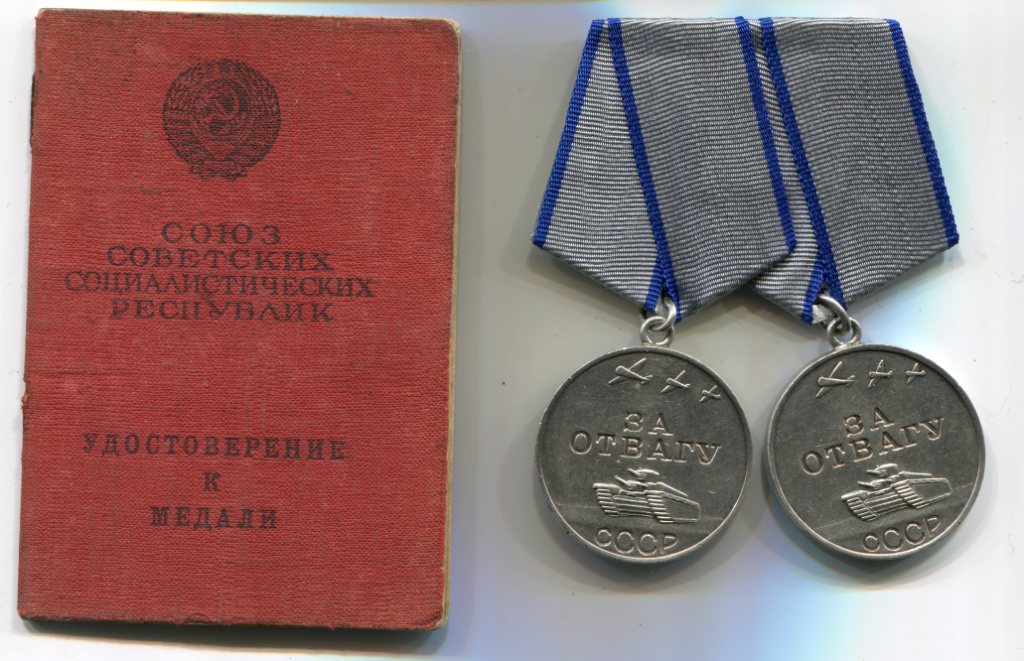 СОЮЗ
СОВЕТСКИХ
СОЦИАЛИСТИЧЕСКИХ
РЕСПУБЛИК
УДОСТОВЕРЕНИЕ
К
МЕДАЛИ
ЗА
ОТВАГУ
СССР
ЗА
ОТВАГУ
СССР